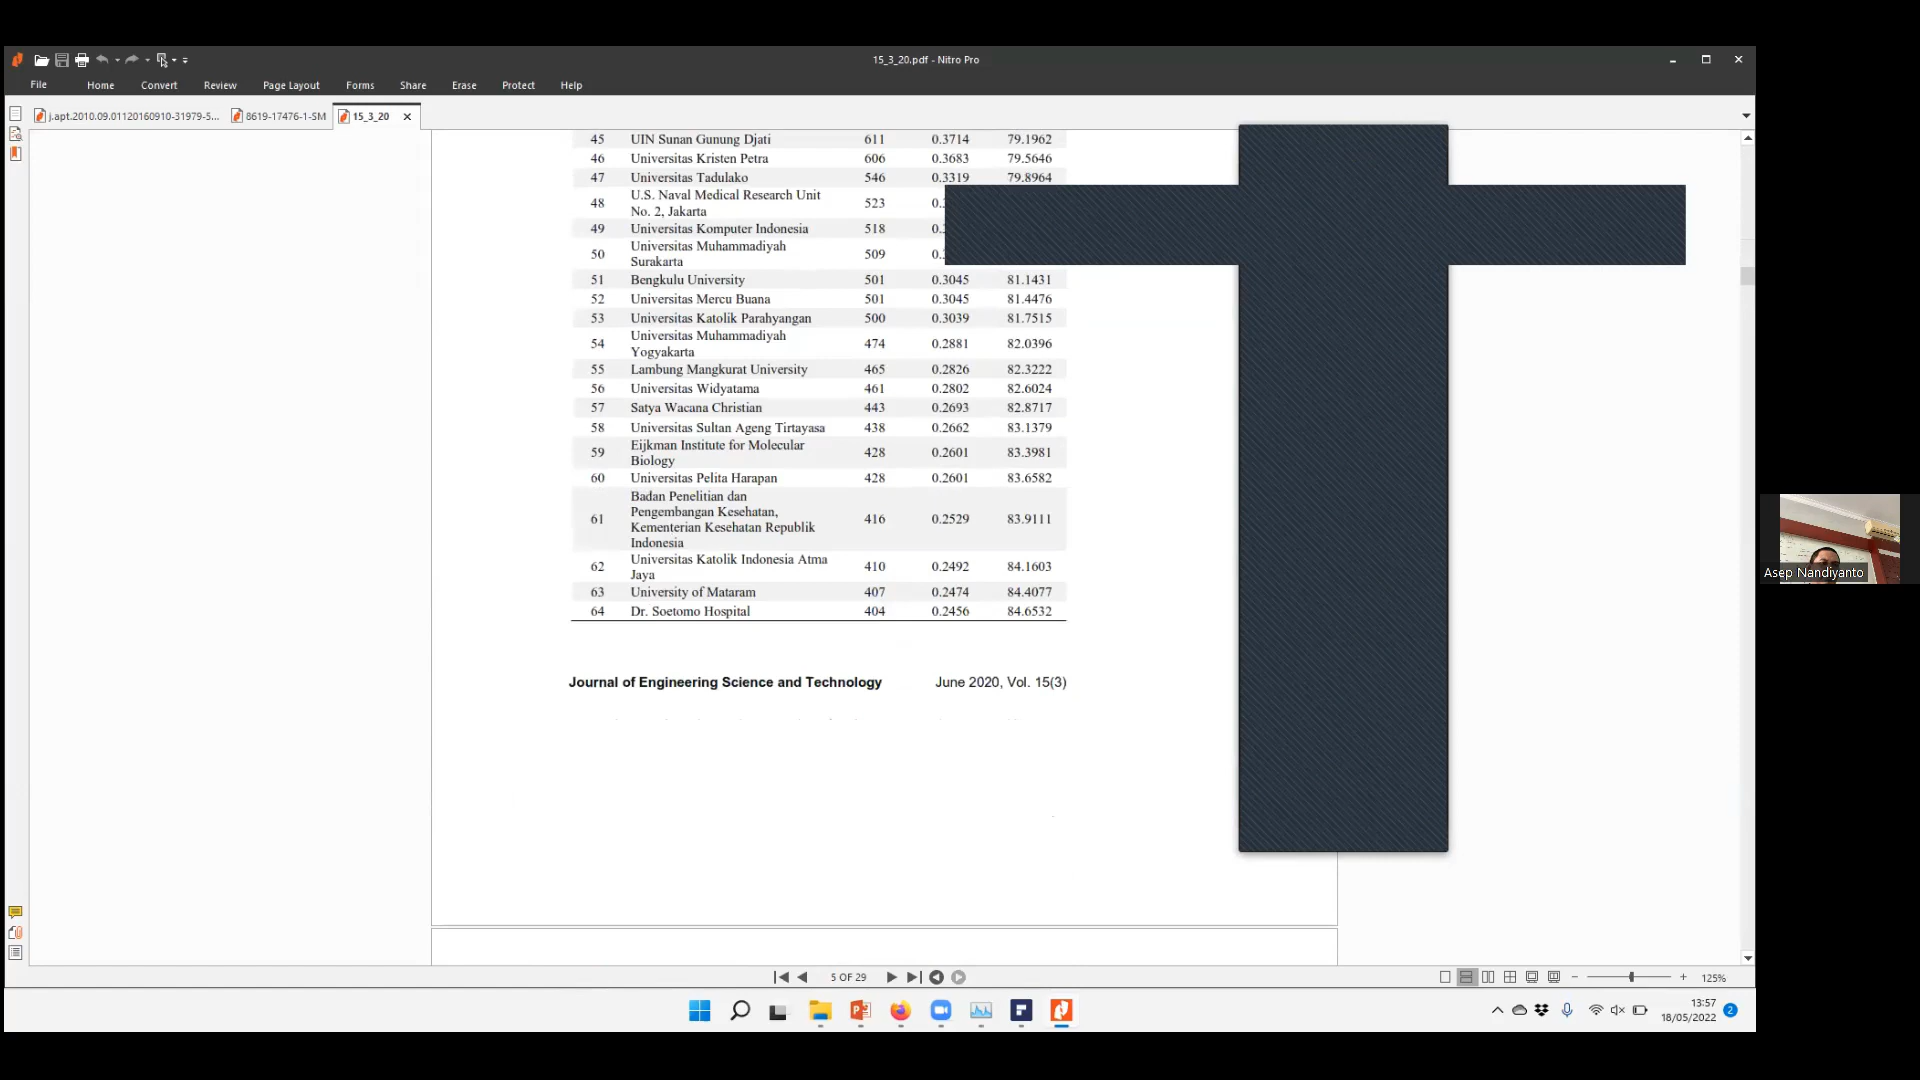 15_3_20.pdf - Nitro Pro
File Home Convert Review Page Layout Forms Share Erase Protect Help
j.apt.2010.09.01120160910-31979-5... 8619-17476-1-SM 15_3_20
45 UIN Sunan Gunung Djati 611 0.3714 79.1962
46 Universitas Kristen Petra 606 0.3683 79.5646
47 Universitas Tadulako 546 0.3319 79.8964
48 U.S. Naval Medical Research Unit
No. 2, Jakarta 523
49 Universitas Komputer Indonesia 518
50 Universitas Muhammadiyah
Surakarta 509
51 Bengkulu University 501 0.3045 81.1431
52 Universitas Mercu Buana 501 0.3045 81.4476
53 Universitas Katolik Parahyangan 500 0.3039 81.7515
54 Universitas Muhammadiyah
Yogyakarta 474 0.2881 82.0396
55 Lambung Mangkurat University 465 0.2826 82.3222
56 Universitas Widyatama 461 0.2802 82.6024
57 Satya Wacana Christian 443 0.2693 82.8717
58 Universitas Sultan Ageng Tirtayasa 438 0.2662 83.1379
59 Eijkman Institute for Molecular
Biology 428 0.2601 83.3981
60 Universitas Pelita Harapan 428 0.2601 83.6582
61 Badan Penelitian dan
Pengembangan Kesehatan,
Kementerian Kesehatan Republik
Indonesia 416 0.2529 83.9111
62 Universitas Katolik Indonesia Atma
Jaya 410 0.2492 84.1603
63 University of Mataram 407 0.2474 84.4077
64 Dr. Soetomo Hospital 404 0.2456 84.6532
Journal of Engineering Science and Technology June 2020, Vol. 15(3)
Asep Nandiyanto
5 OF 29
125%
13:57
18/05/2022
2